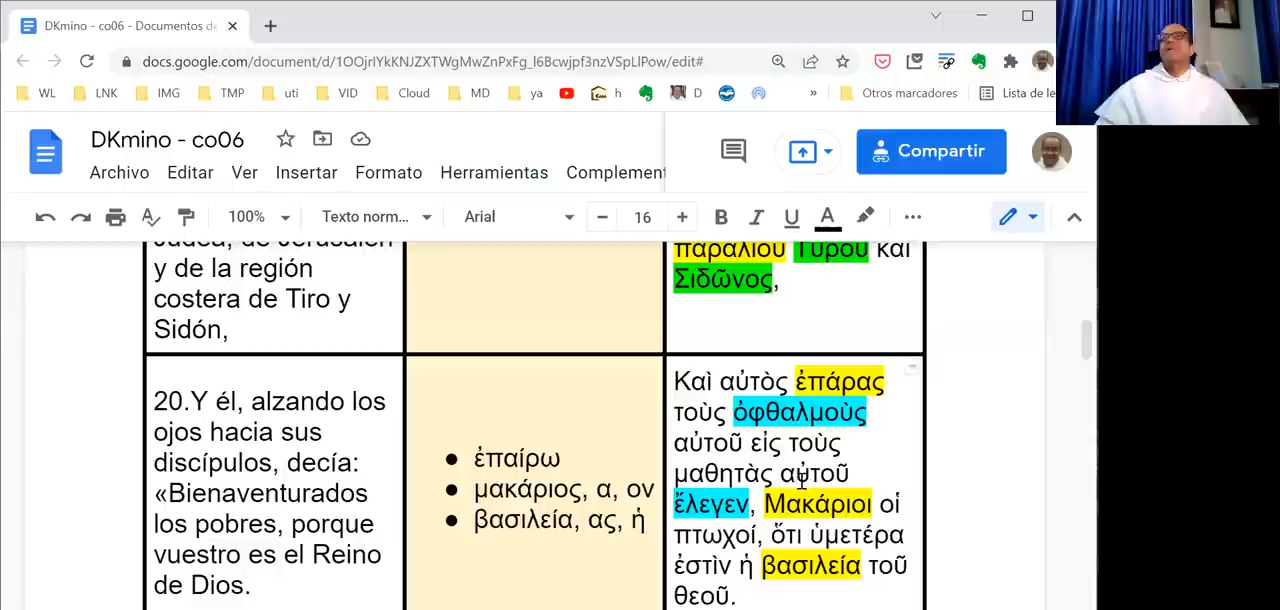 DKmino - co06 - Documentos de
docs.google.com/document/d/1OOjrlYkKNJZXTWgMwZnPxFg_l6Bcwjpf3nzVSpLlPow/edit#
WL LNK IMG TMP uti VID Cloud MD ya h D » Otros marcadores Lista de le
DKmino - co06
Compartir
Archivo Editar Ver Insertar Formato Herramientas Complemen
100% Texto norm... Arial 16 B I U A
Judea, de Jerusalén
y de la región
costera de Tiro y
Sidón,
παραλίου Τύρου καὶ
Σιδῶνος,
20.Y él, alzando los
ojos hacia sus
discípulos, decía:
«Bienaventurados
los pobres, porque
vuestro es el Reino
de Dios.
● ἐπαίρω
● μακάριος, α, ον
● βασιλεία, ας, ἡ
Καὶ αὐτὸς ἐπάρας
τοὺς ὀφθαλμοὺς
αὐτοῦ εἰς τοὺς
μαθητὰς αὐτοῦ
ἔλεγεν, Μακάριοι οἱ
πτωχοί, ὅτι ὑμετέρα
ἐστὶν ἡ βασιλεία τοῦ
θεοῦ.